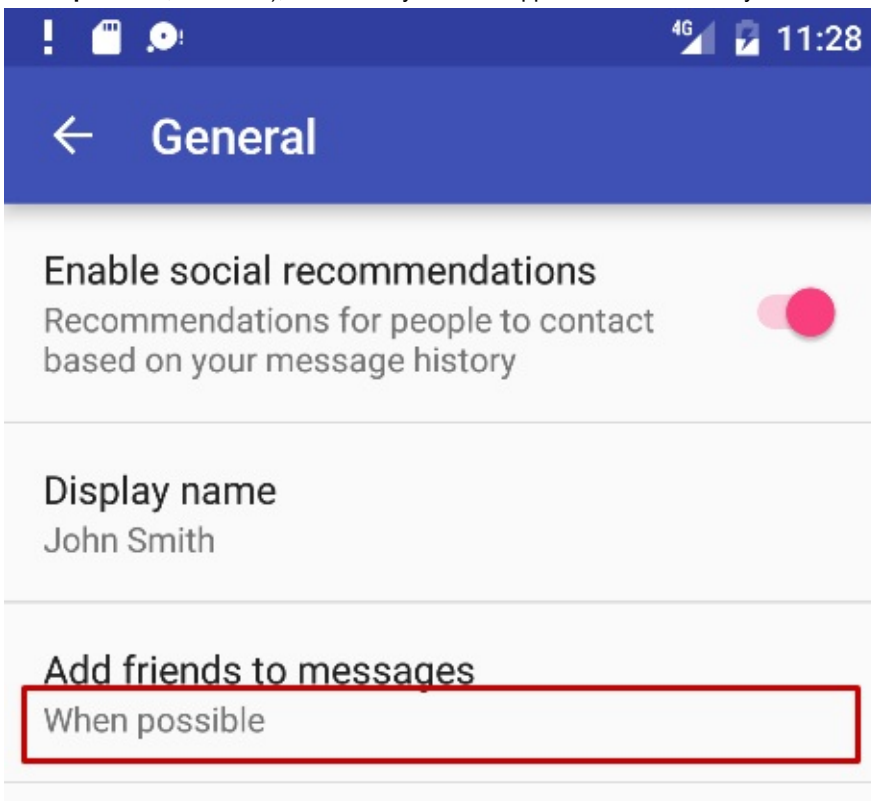 4G 11:28
General
Enable social recommendations
Recommendations for people to contact
based on your message history
Display name
John Smith
Add friends to messages
When possible